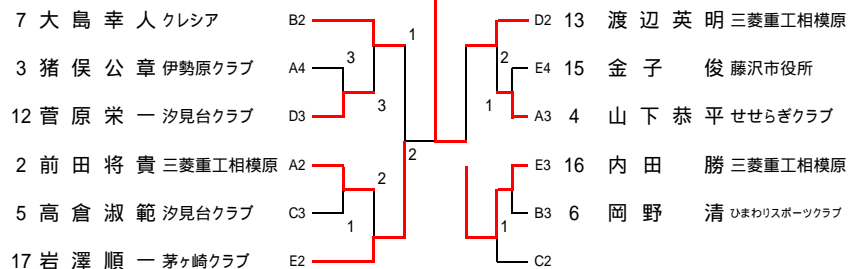 7 大島幸人 クレシア B2 1 D2 13 渡辺英明 三菱重工相模原
3 猪俣公章 伊勢原クラブ A4 3 2 E4 15 金子俊 藤沢市役所
12 菅原栄一 汐見台クラブ D3 3 1 A3 4 山下恭平 せせらぎクラブ
2
2 前田将貴 三菱重工相模原 A2 2 E3 16 内田勝 三菱重工相模原
5 高倉淑範 汐見台クラブ C3 1 1 B3 6 岡野清 ひまわりスポーツクラブ
17 岩澤順一 茅ヶ崎クラブ E2 C2